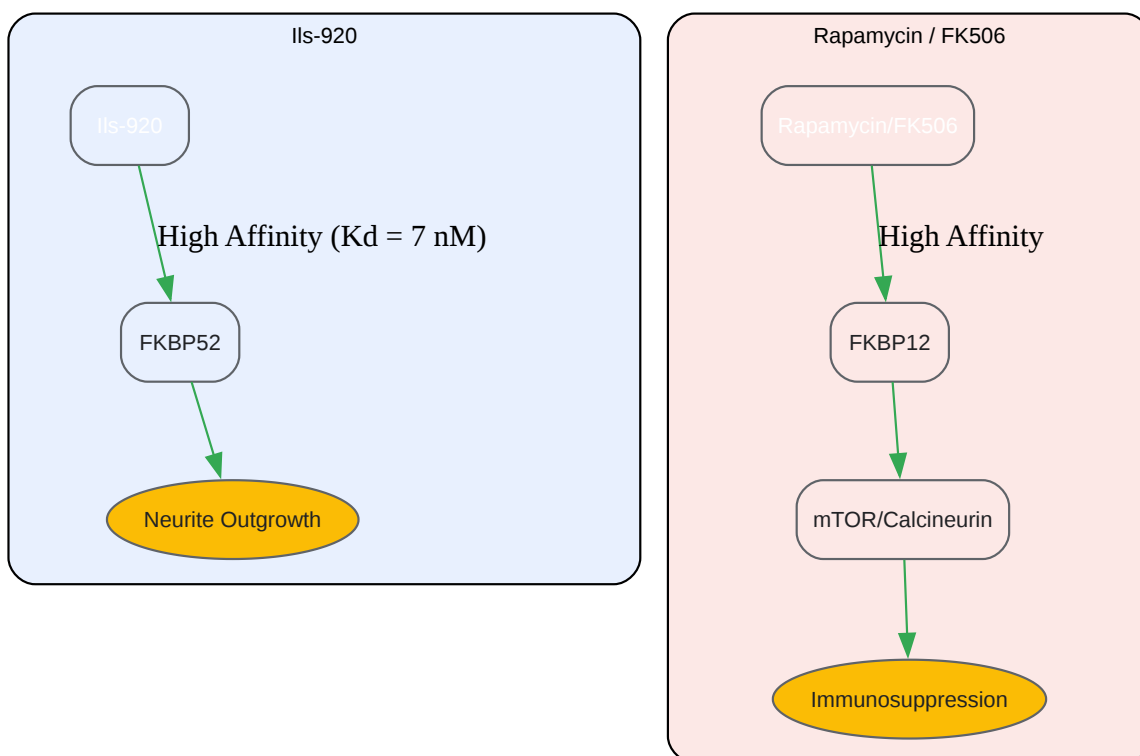 Ils-920
Ils-920
High Affinity (Kd = 7 nM)
FKBP52
Neurite Outgrowth
Rapamycin / FK506
Rapamycin/FK506
High Affinity
FKBP12
mTOR/Calcineurin
Immunosuppression